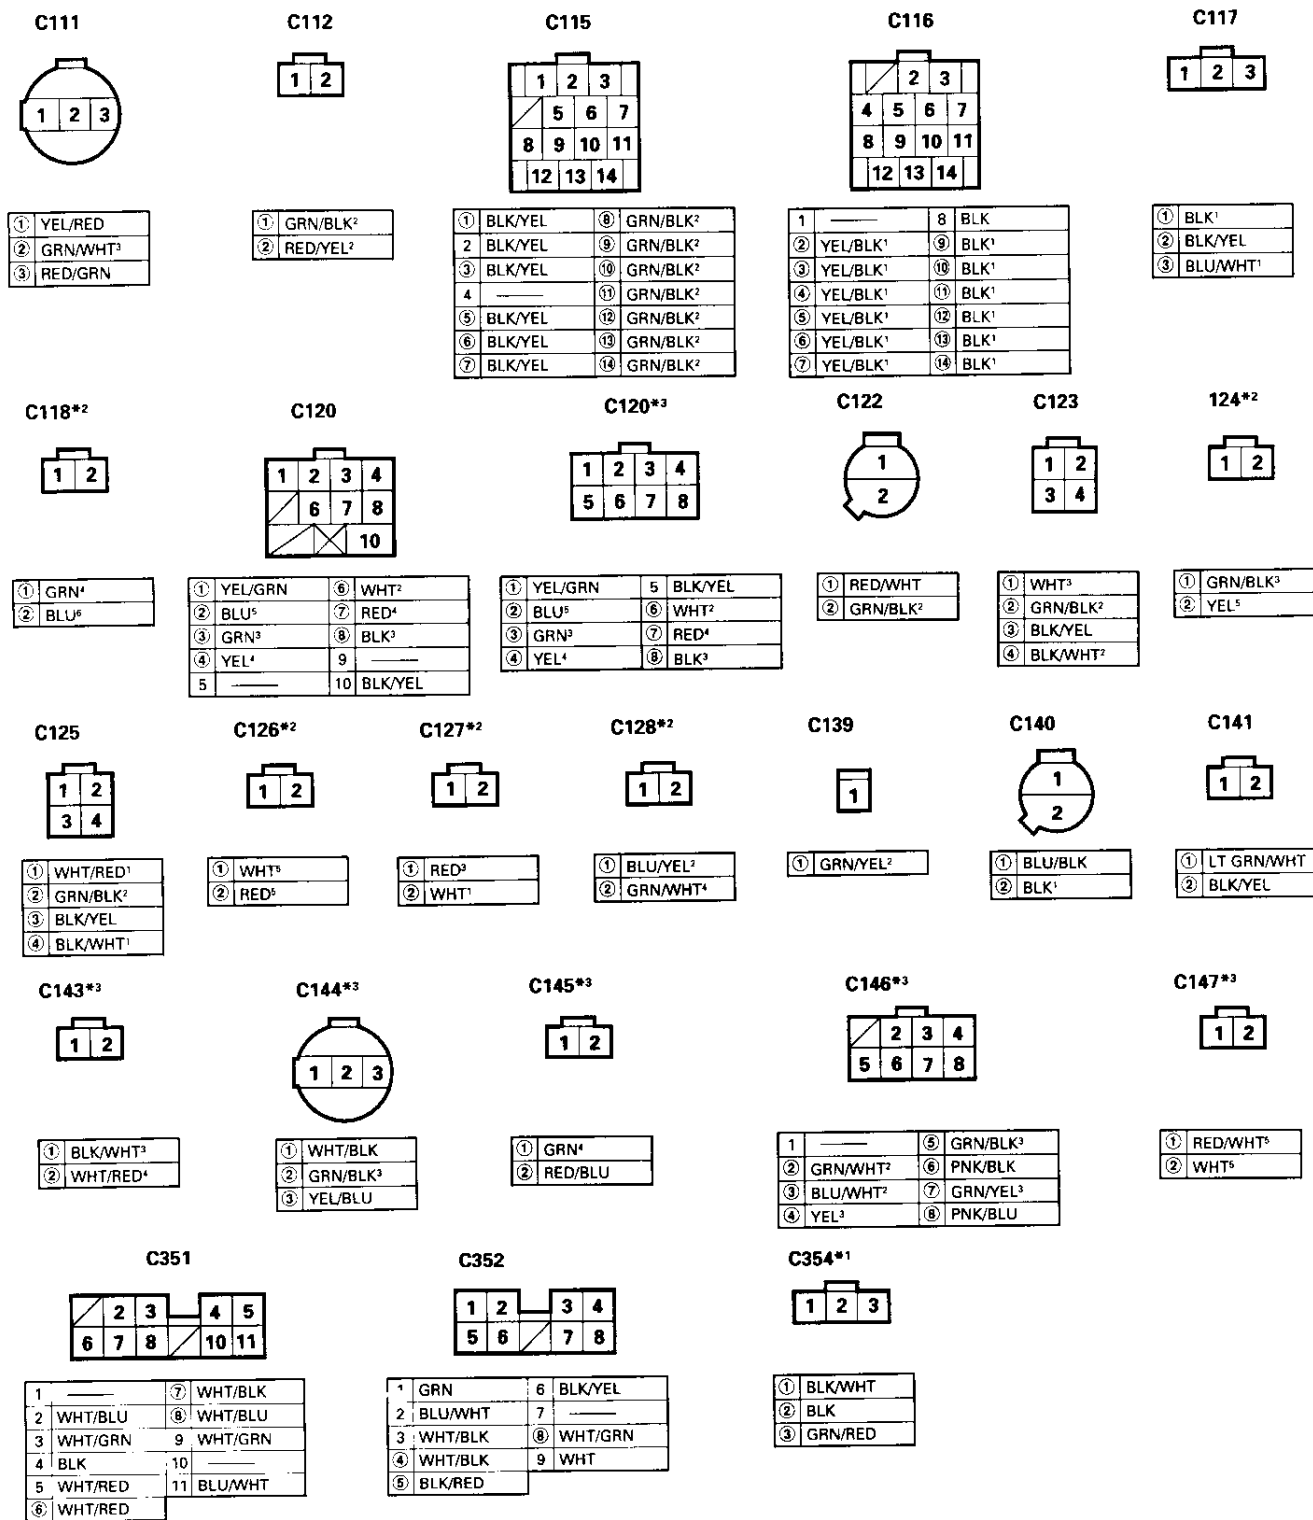 C111 C112 C115 C116 C117
1 2 3
1 2
1 2 3
5 6 7
8 9 10 11
12 13 14
2 3
4 5 6 7
8 9 10 11
12 13 14
1 2 3
① YEL/RED
② GRN/WHT³
③ RED/GRN
① GRN/BLK²
② RED/YEL²
① BLK/YEL ⑧ GRN/BLK²
2 BLK/YEL ⑨ GRN/BLK²
③ BLK/YEL ⑩ GRN/BLK²
4 —— ⑪ GRN/BLK²
⑤ BLK/YEL ⑫ GRN/BLK²
⑥ BLK/YEL ⑬ GRN/BLK²
⑦ BLK/YEL ⑭ GRN/BLK²
1 —— 8 BLK
② YEL/BLK¹ ⑨ BLK¹
③ YEL/BLK¹ ⑩ BLK¹
④ YEL/BLK¹ ⑪ BLK¹
⑤ YEL/BLK¹ ⑫ BLK¹
⑥ YEL/BLK¹ ⑬ BLK¹
⑦ YEL/BLK¹ ⑭ BLK¹
① BLK¹
② BLK/YEL
③ BLU/WHT¹
C118*² C120 C120*³ C122 C123 124*²
1 2
1 2 3 4
6 7 8
10
1 2 3 4
5 6 7 8
1
2
1 2
3 4
1 2
① GRN⁴
② BLU⁶
① YEL/GRN ⑥ WHT²
② BLU⁵ ⑦ RED⁴
③ GRN³ ⑧ BLK³
④ YEL⁴ 9 ——
5 —— 10 BLK/YEL
① YEL/GRN 5 BLK/YEL
② BLU⁵ ⑥ WHT²
③ GRN³ ⑦ RED⁴
④ YEL⁴ ⑧ BLK³
① RED/WHT
② GRN/BLK²
① WHT³
② GRN/BLK²
③ BLK/YEL
④ BLK/WHT²
① GRN/BLK³
② YEL⁵
C125 C126*² C127*² C128*² C139 C140 C141
1 2
3 4
1 2
1 2
1 2
1
1
2
1 2
① WHT/RED¹
② GRN/BLK²
③ BLK/YEL
④ BLK/WHT¹
① WHT⁵
② RED⁵
① RED³
② WHT¹
① BLU/YEL²
② GRN/WHT⁴
① GRN/YEL²
① BLU/BLK
② BLK¹
① LT GRN/WHT
② BLK/YEL
C143*³ C144*³ C145*³ C146*³ C147*³
1 2
1 2 3
1 2
2 3 4
5 6 7 8
1 2
① BLK/WHT³
② WHT/RED⁴
① WHT/BLK
② GRN/BLK³
③ YEL/BLU
① GRN⁴
② RED/BLU
1 —— ⑤ GRN/BLK³
② GRN/WHT² ⑥ PNK/BLK
③ BLU/WHT² ⑦ GRN/YEL³
④ YEL³ ⑧ PNK/BLU
① RED/WHT⁵
② WHT⁵
C351 C352 C354*¹
2 3 4 5
6 7 8 10 11
1 2 3 4
5 6 7 8
1 2 3
1 —— ⑦ WHT/BLK
2 WHT/BLU ⑧ WHT/BLU
3 WHT/GRN 9 WHT/GRN
4 BLK 10 ——
5 WHT/RED 11 BLU/WHT
⑥ WHT/RED
1 GRN 6 BLK/YEL
2 BLU/WHT 7 ——
3 WHT/BLK ⑧ WHT/GRN
④ WHT/BLK 9 WHT
⑤ BLK/RED
① BLK/WHT
② BLK
③ GRN/RED